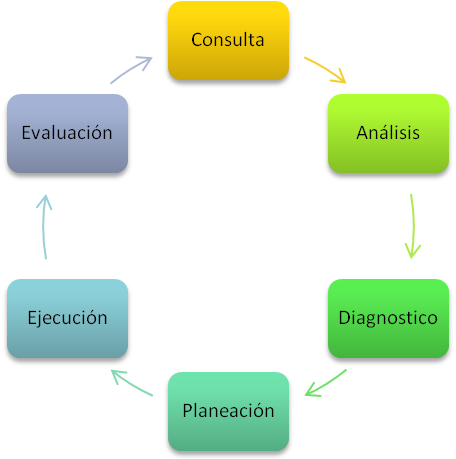 Consulta
Análisis
Diagnostico
Planeación
Ejecución
Evaluación